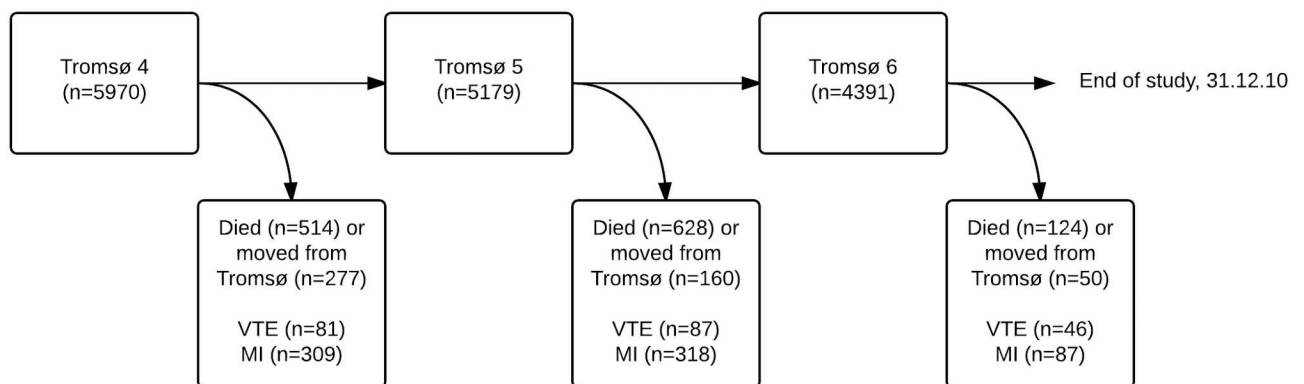 Tromsø 4
(n=5970)
Tromsø 5
(n=5179)
Tromsø 6
(n=4391)
End of study, 31.12.10
Died (n=514) or
moved from
Tromsø (n=277)
VTE (n=81)
MI (n=309)
Died (n=628) or
moved from
Tromsø (n=160)
VTE (n=87)
MI (n=318)
Died (n=124) or
moved from
Tromsø (n=50)
VTE (n=46)
MI (n=87)